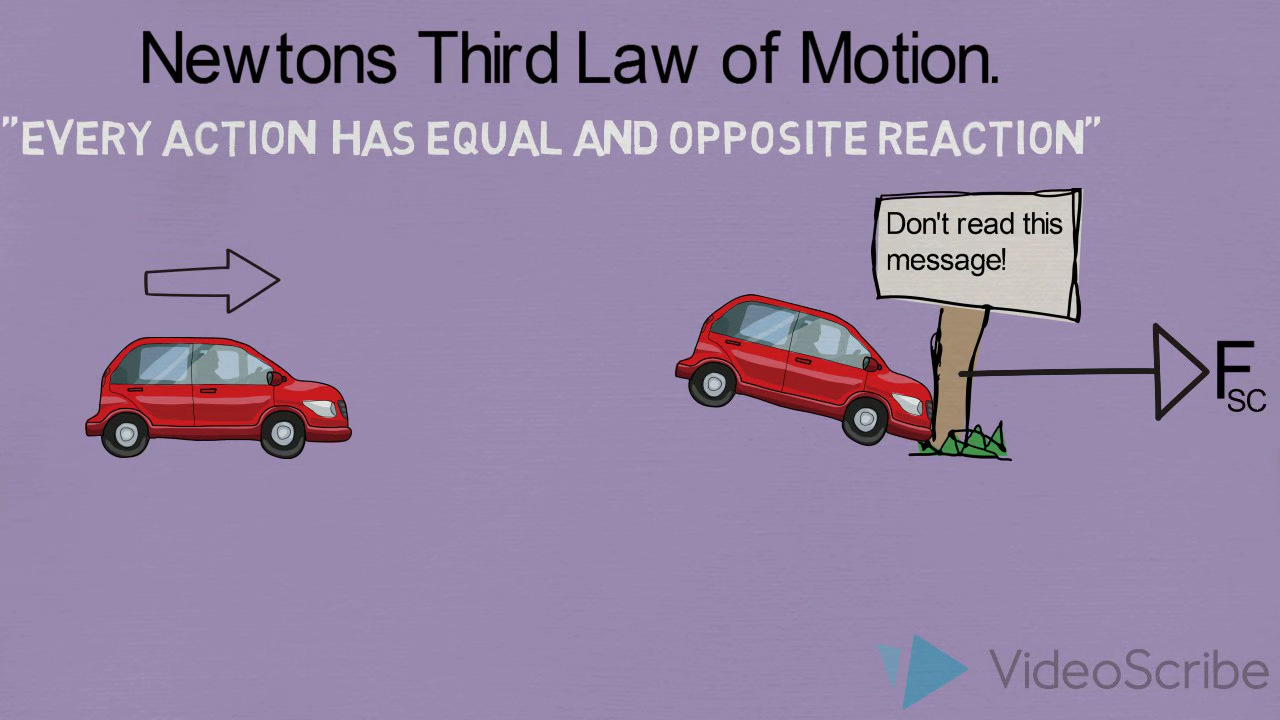 Newtons Third Law of Motion.
"EVERY ACTION HAS EQUAL AND OPPOSITE REACTION"
Don't read this
message!
F
SC
VideoScribe